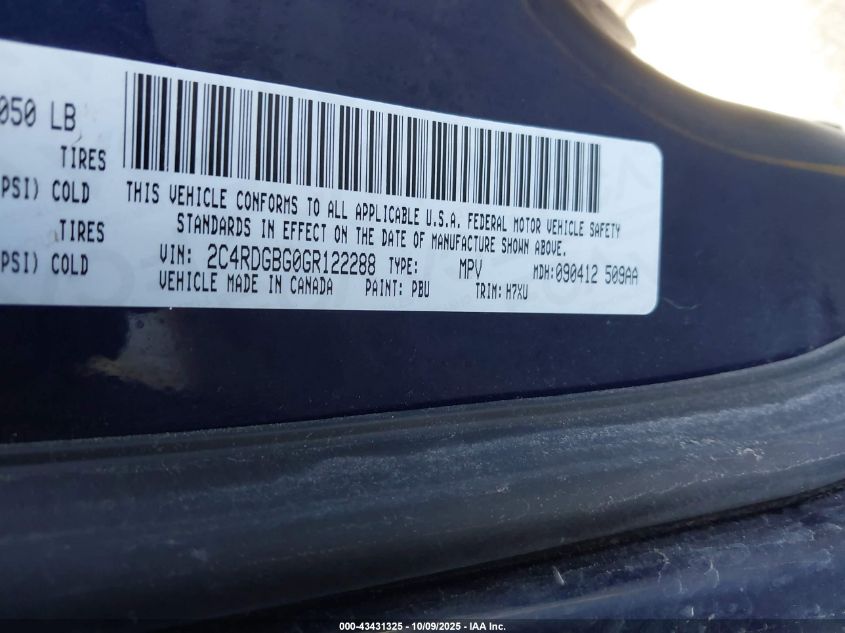 050 LB
TIRES
PSI) COLD
TIRES
PSI) COLD
THIS VEHICLE CONFORMS TO ALL APPLICABLE U.S.A. FEDERAL MOTOR VEHICLE SAFETY
STANDARDS IN EFFECT ON THE DATE OF MANUFACTURE SHOWN ABOVE.
VIN: 2C4RDGBG0GR122288 TYPE: MPV MDH:090412 509AA
VEHICLE MADE IN CANADA PAINT: PBU TRIM: H7XU
000-43431325 - 10/09/2025 - IAA Inc.